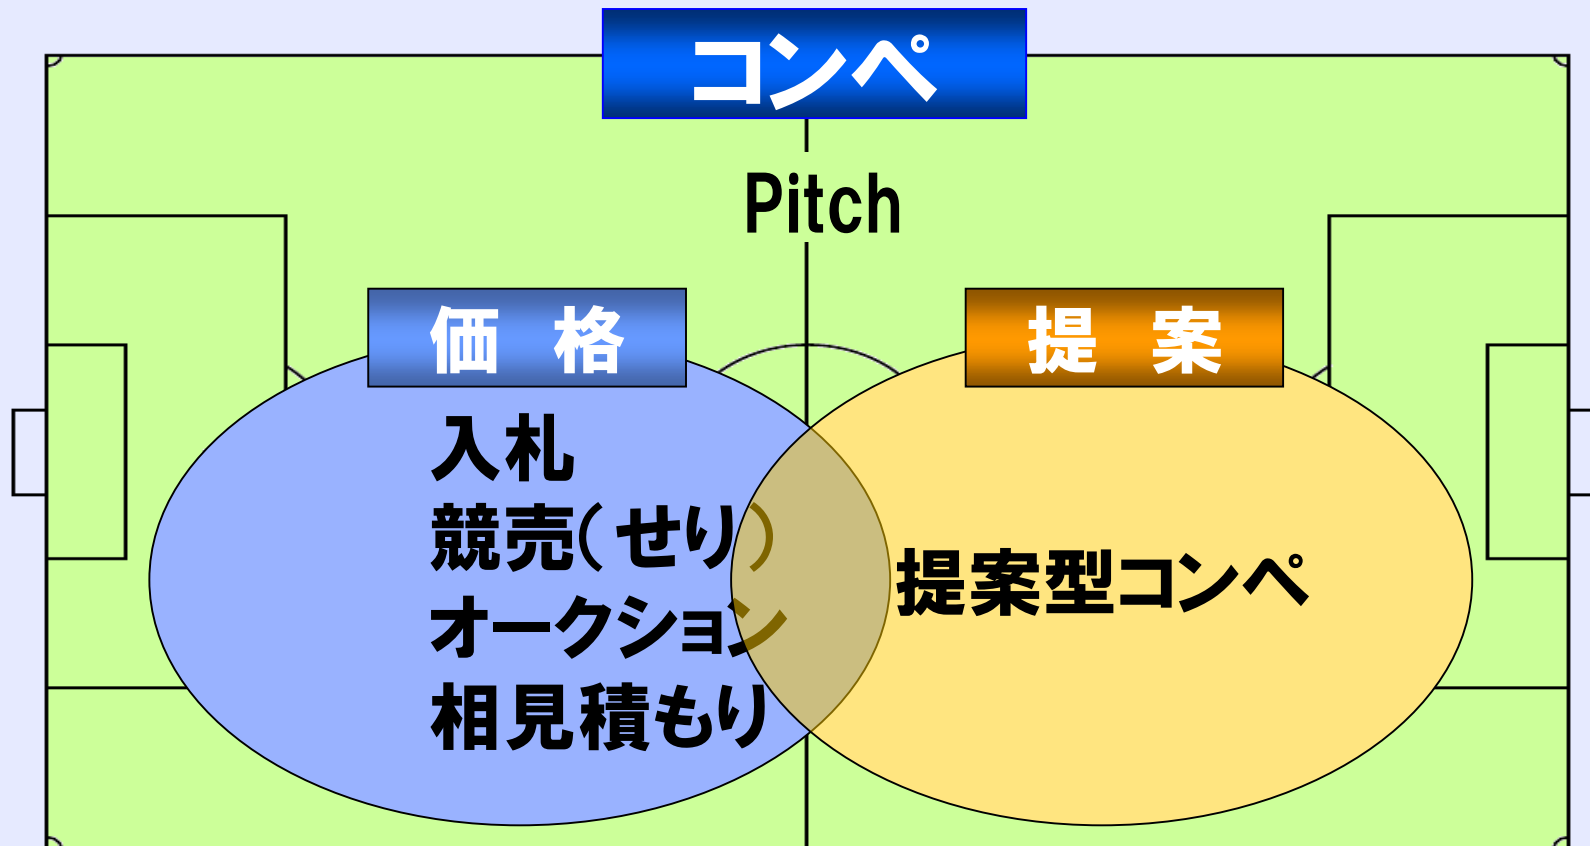 コンペ
Pitch
価 格
提 案
入札
競売(せり)
オークション
相見積もり
提案型コンペ